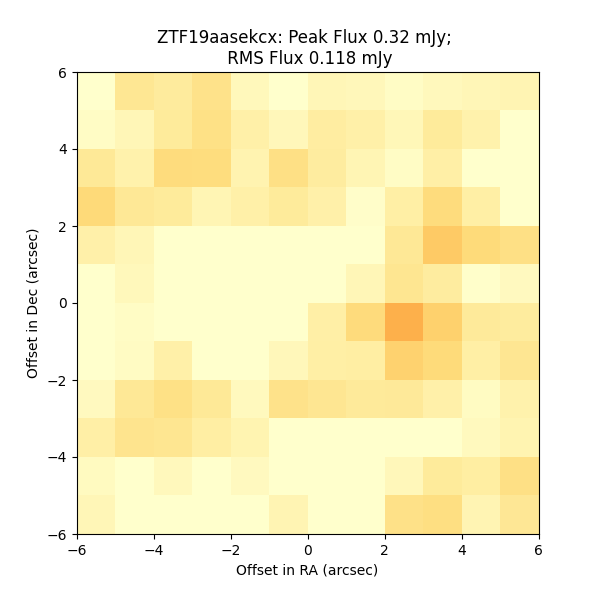 ZTF19aasekcx: Peak Flux 0.32 mJy;
RMS Flux 0.118 mJy
6
4
2
0
−2
−4
−6
Offset in Dec (arcsec)
−6 −4 −2 0 2 4 6
Offset in RA (arcsec)